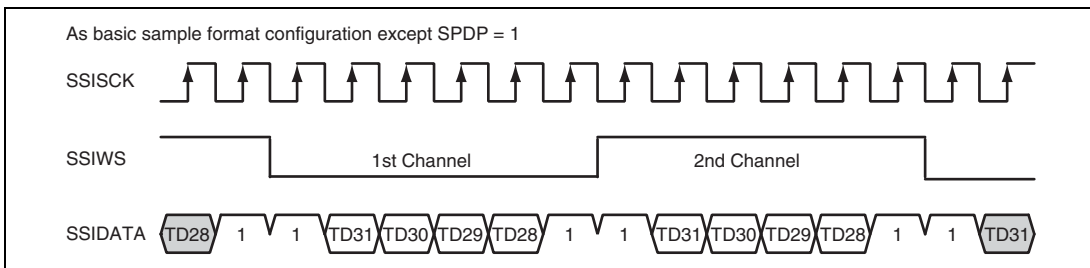 As basic sample format configuration except SPDP = 1
SSISCK
SSIWS 1st Channel 2nd Channel
SSIDATA TD28 1 1 TD31 TD30 TD29 TD28 1 1 TD31 TD30 TD29 TD28 1 1 TD31